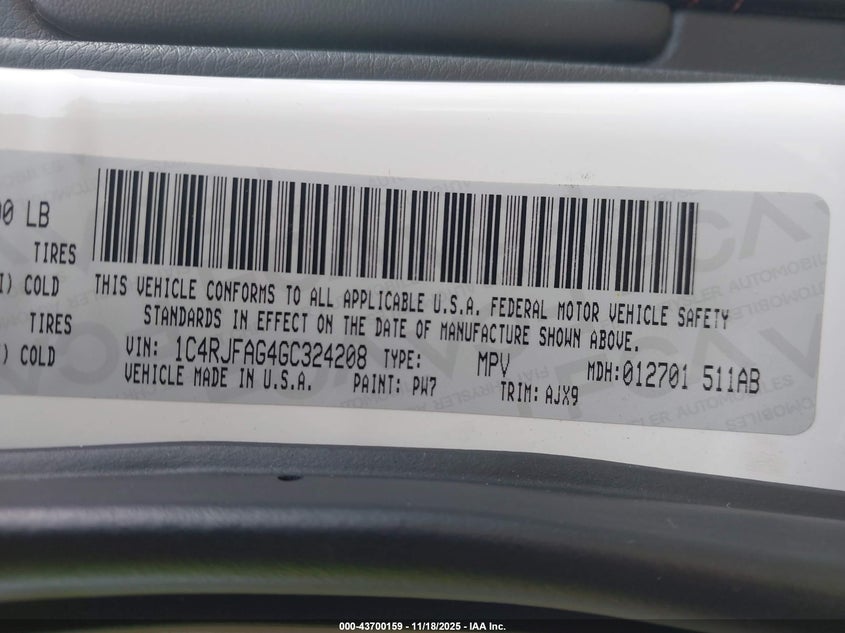 00 LB
TIRES
I) COLD
TIRES
) COLD
THIS VEHICLE CONFORMS TO ALL APPLICABLE U.S.A. FEDERAL MOTOR VEHICLE SAFETY
STANDARDS IN EFFECT ON THE DATE OF MANUFACTURE SHOWN ABOVE.
VIN: 1C4RJFAG4GC324208 TYPE: MPV MDH:012701 511AB
VEHICLE MADE IN U.S.A. PAINT: PW7 TRIM: AJX9
000-43700159 — 11/18/2025 — IAA Inc.